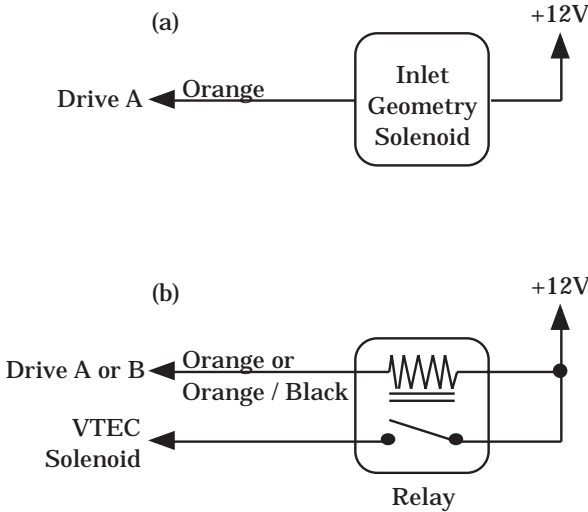 (a)
+12V
Drive A
Orange
Inlet
Geometry
Solenoid
(b)
+12V
Drive A or B
Orange or
Orange / Black
VTEC
Solenoid
Relay